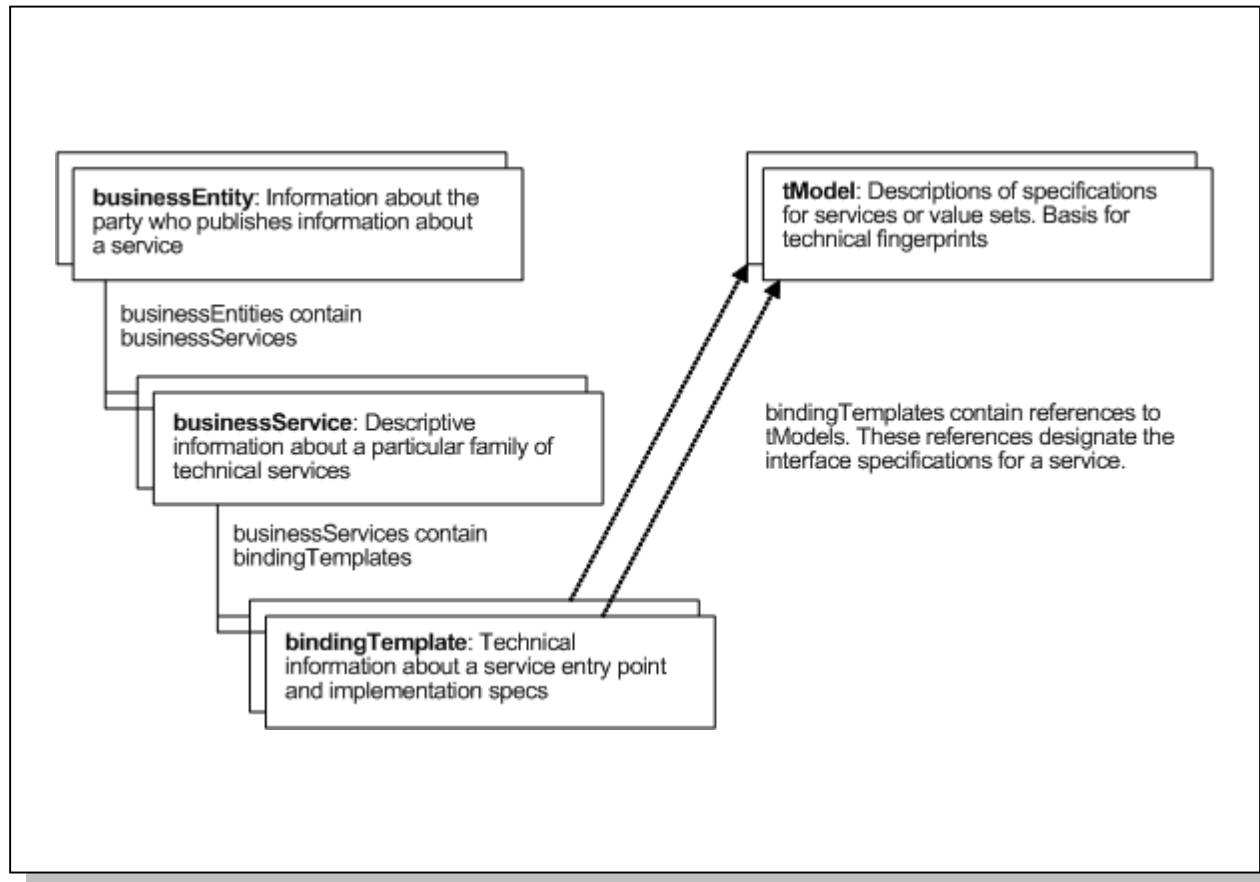 businessEntity: Information about the
party who publishes information about
a service
businessEntities contain
businessServices
businessService: Descriptive
information about a particular family of
technical services
businessServices contain
bindingTemplates
bindingTemplate: Technical
information about a service entry point
and implementation specs
tModel: Descriptions of specifications
for services or value sets. Basis for
technical fingerprints
bindingTemplates contain references to
tModels. These references designate the
interface specifications for a service.